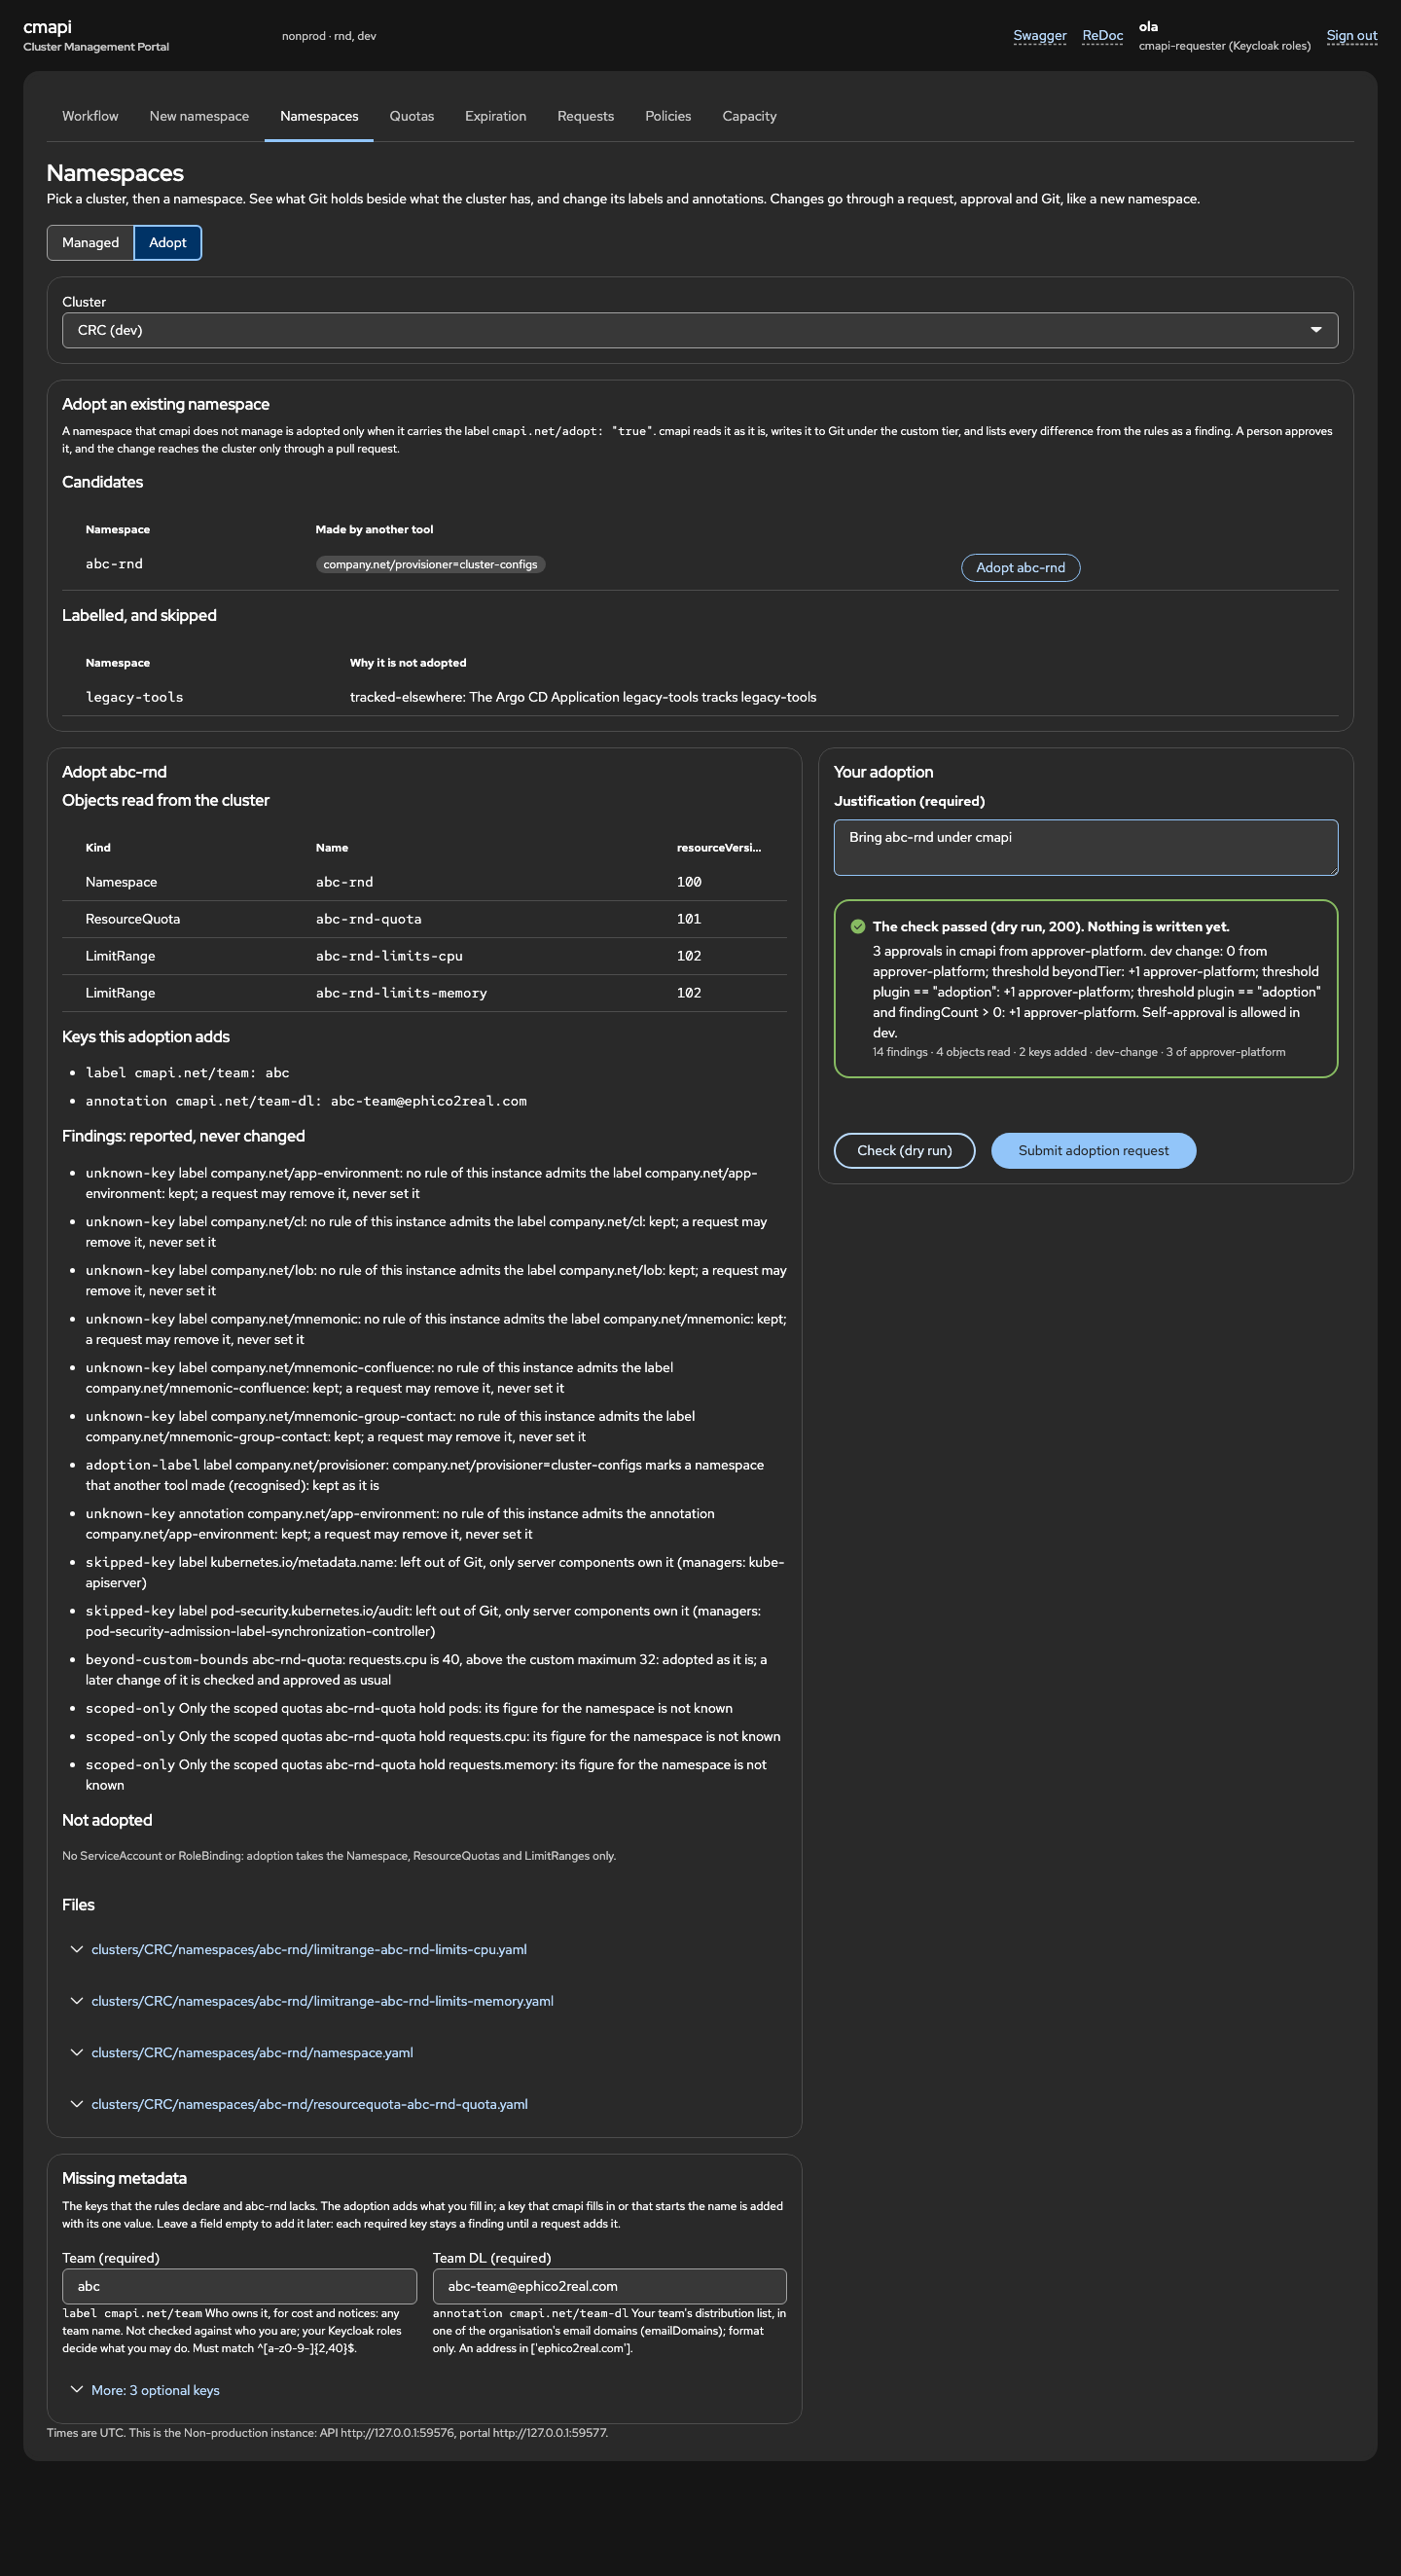 cmapi
Cluster Management Portal
nonprod · rnd, dev
Swagger
ReDoc
ola
cmapi-requester (Keycloak roles)
Sign out
Workflow
New namespace
Namespaces
Quotas
Expiration
Requests
Policies
Capacity
Namespaces
Pick a cluster, then a namespace. See what Git holds beside what the cluster has, and change its labels and annotations. Changes go through a request, approval and Git, like a new namespace.
Managed
Adopt
Cluster
CRC (dev)
Adopt an existing namespace
A namespace that cmapi does not manage is adopted only when it carries the label cmapi.net/adopt: "true". cmapi reads it as it is, writes it to Git under the custom tier, and lists every difference from the rules as a finding. A person approves
it, and the change reaches the cluster only through a pull request.
Candidates
Namespace
Made by another tool
abc-rnd
company.net/provisioner=cluster-configs
Adopt abc-rnd
Labelled, and skipped
Namespace
Why it is not adopted
legacy-tools
tracked-elsewhere: The Argo CD Application legacy-tools tracks legacy-tools
Adopt abc-rnd
Objects read from the cluster
Kind
Name
resourceVersi...
Namespace
abc-rnd
100
ResourceQuota
abc-rnd-quota
101
LimitRange
abc-rnd-limits-cpu
102
LimitRange
abc-rnd-limits-memory
102
Keys this adoption adds
label cmapi.net/team: abc
annotation cmapi.net/team-dl: abc-team@ephico2real.com
Findings: reported, never changed
unknown-key label company.net/app-environment: no rule of this instance admits the label company.net/app-
environment: kept; a request may remove it, never set it
unknown-key label company.net/cl: no rule of this instance admits the label company.net/cl: kept; a request may
remove it, never set it
unknown-key label company.net/lob: no rule of this instance admits the label company.net/lob: kept; a request may
remove it, never set it
unknown-key label company.net/mnemonic: no rule of this instance admits the label company.net/mnemonic: kept;
a request may remove it, never set it
unknown-key label company.net/mnemonic-confluence: no rule of this instance admits the label
company.net/mnemonic-confluence: kept; a request may remove it, never set it
unknown-key label company.net/mnemonic-group-contact: no rule of this instance admits the label
company.net/mnemonic-group-contact: kept; a request may remove it, never set it
adoption-label label company.net/provisioner: company.net/provisioner=cluster-configs marks a namespace
that another tool made (recognised): kept as it is
unknown-key annotation company.net/app-environment: no rule of this instance admits the annotation
company.net/app-environment: kept; a request may remove it, never set it
skipped-key label kubernetes.io/metadata.name: left out of Git, only server components own it (managers: kube-
apiserver)
skipped-key label pod-security.kubernetes.io/audit: left out of Git, only server components own it (managers:
pod-security-admission-label-synchronization-controller)
beyond-custom-bounds abc-rnd-quota: requests.cpu is 40, above the custom maximum 32: adopted as it is; a
later change of it is checked and approved as usual
scoped-only Only the scoped quotas abc-rnd-quota hold pods: its figure for the namespace is not known
scoped-only Only the scoped quotas abc-rnd-quota hold requests.cpu: its figure for the namespace is not known
scoped-only Only the scoped quotas abc-rnd-quota hold requests.memory: its figure for the namespace is not
known
Not adopted
No ServiceAccount or RoleBinding: adoption takes the Namespace, ResourceQuotas and LimitRanges only.
Files
clusters/CRC/namespaces/abc-rnd/limitrange-abc-rnd-limits-cpu.yaml
clusters/CRC/namespaces/abc-rnd/limitrange-abc-rnd-limits-memory.yaml
clusters/CRC/namespaces/abc-rnd/namespace.yaml
clusters/CRC/namespaces/abc-rnd/resourcequota-abc-rnd-quota.yaml
Your adoption
Justification (required)
Bring abc-rnd under cmapi
The check passed (dry run, 200). Nothing is written yet.
3 approvals in cmapi from approver-platform. dev change: 0 from
approver-platform; threshold beyondTier: +1 approver-platform; threshold
plugin == "adoption": +1 approver-platform; threshold plugin == "adoption"
and findingCount > 0: +1 approver-platform. Self-approval is allowed in
dev.
14 findings · 4 objects read · 2 keys added · dev-change · 3 of approver-platform
Check (dry run)
Submit adoption request
Missing metadata
The keys that the rules declare and abc-rnd lacks. The adoption adds what you fill in; a key that cmapi fills in or that starts the name is added
with its one value. Leave a field empty to add it later: each required key stays a finding until a request adds it.
Team (required)
abc
label cmapi.net/team Who owns it, for cost and notices: any
team name. Not checked against who you are; your Keycloak roles
decide what you may do. Must match ^[a-z0-9-]{2,40}$.
Team DL (required)
abc-team@ephico2real.com
annotation cmapi.net/team-dl Your team's distribution list, in
one of the organisation's email domains (emailDomains); format
only. An address in ['ephico2real.com'].
More: 3 optional keys
Times are UTC. This is the Non-production instance: API http://127.0.0.1:59576, portal http://127.0.0.1:59577.